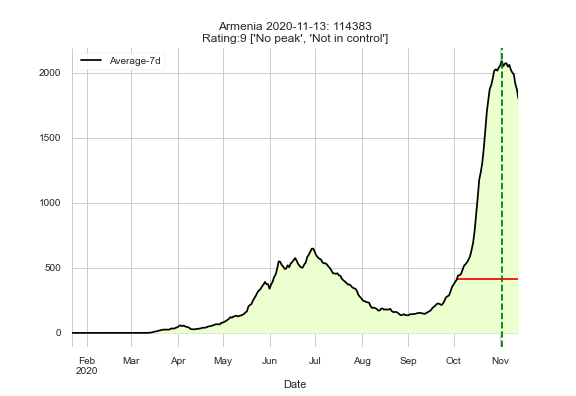 Armenia 2020-11-13: 114383
Rating:9 ['No peak', 'Not in control']
Average-7d
2000
1500
1000
500
0
Feb Mar Apr May Jun Jul Aug Sep Oct Nov
2020
Date